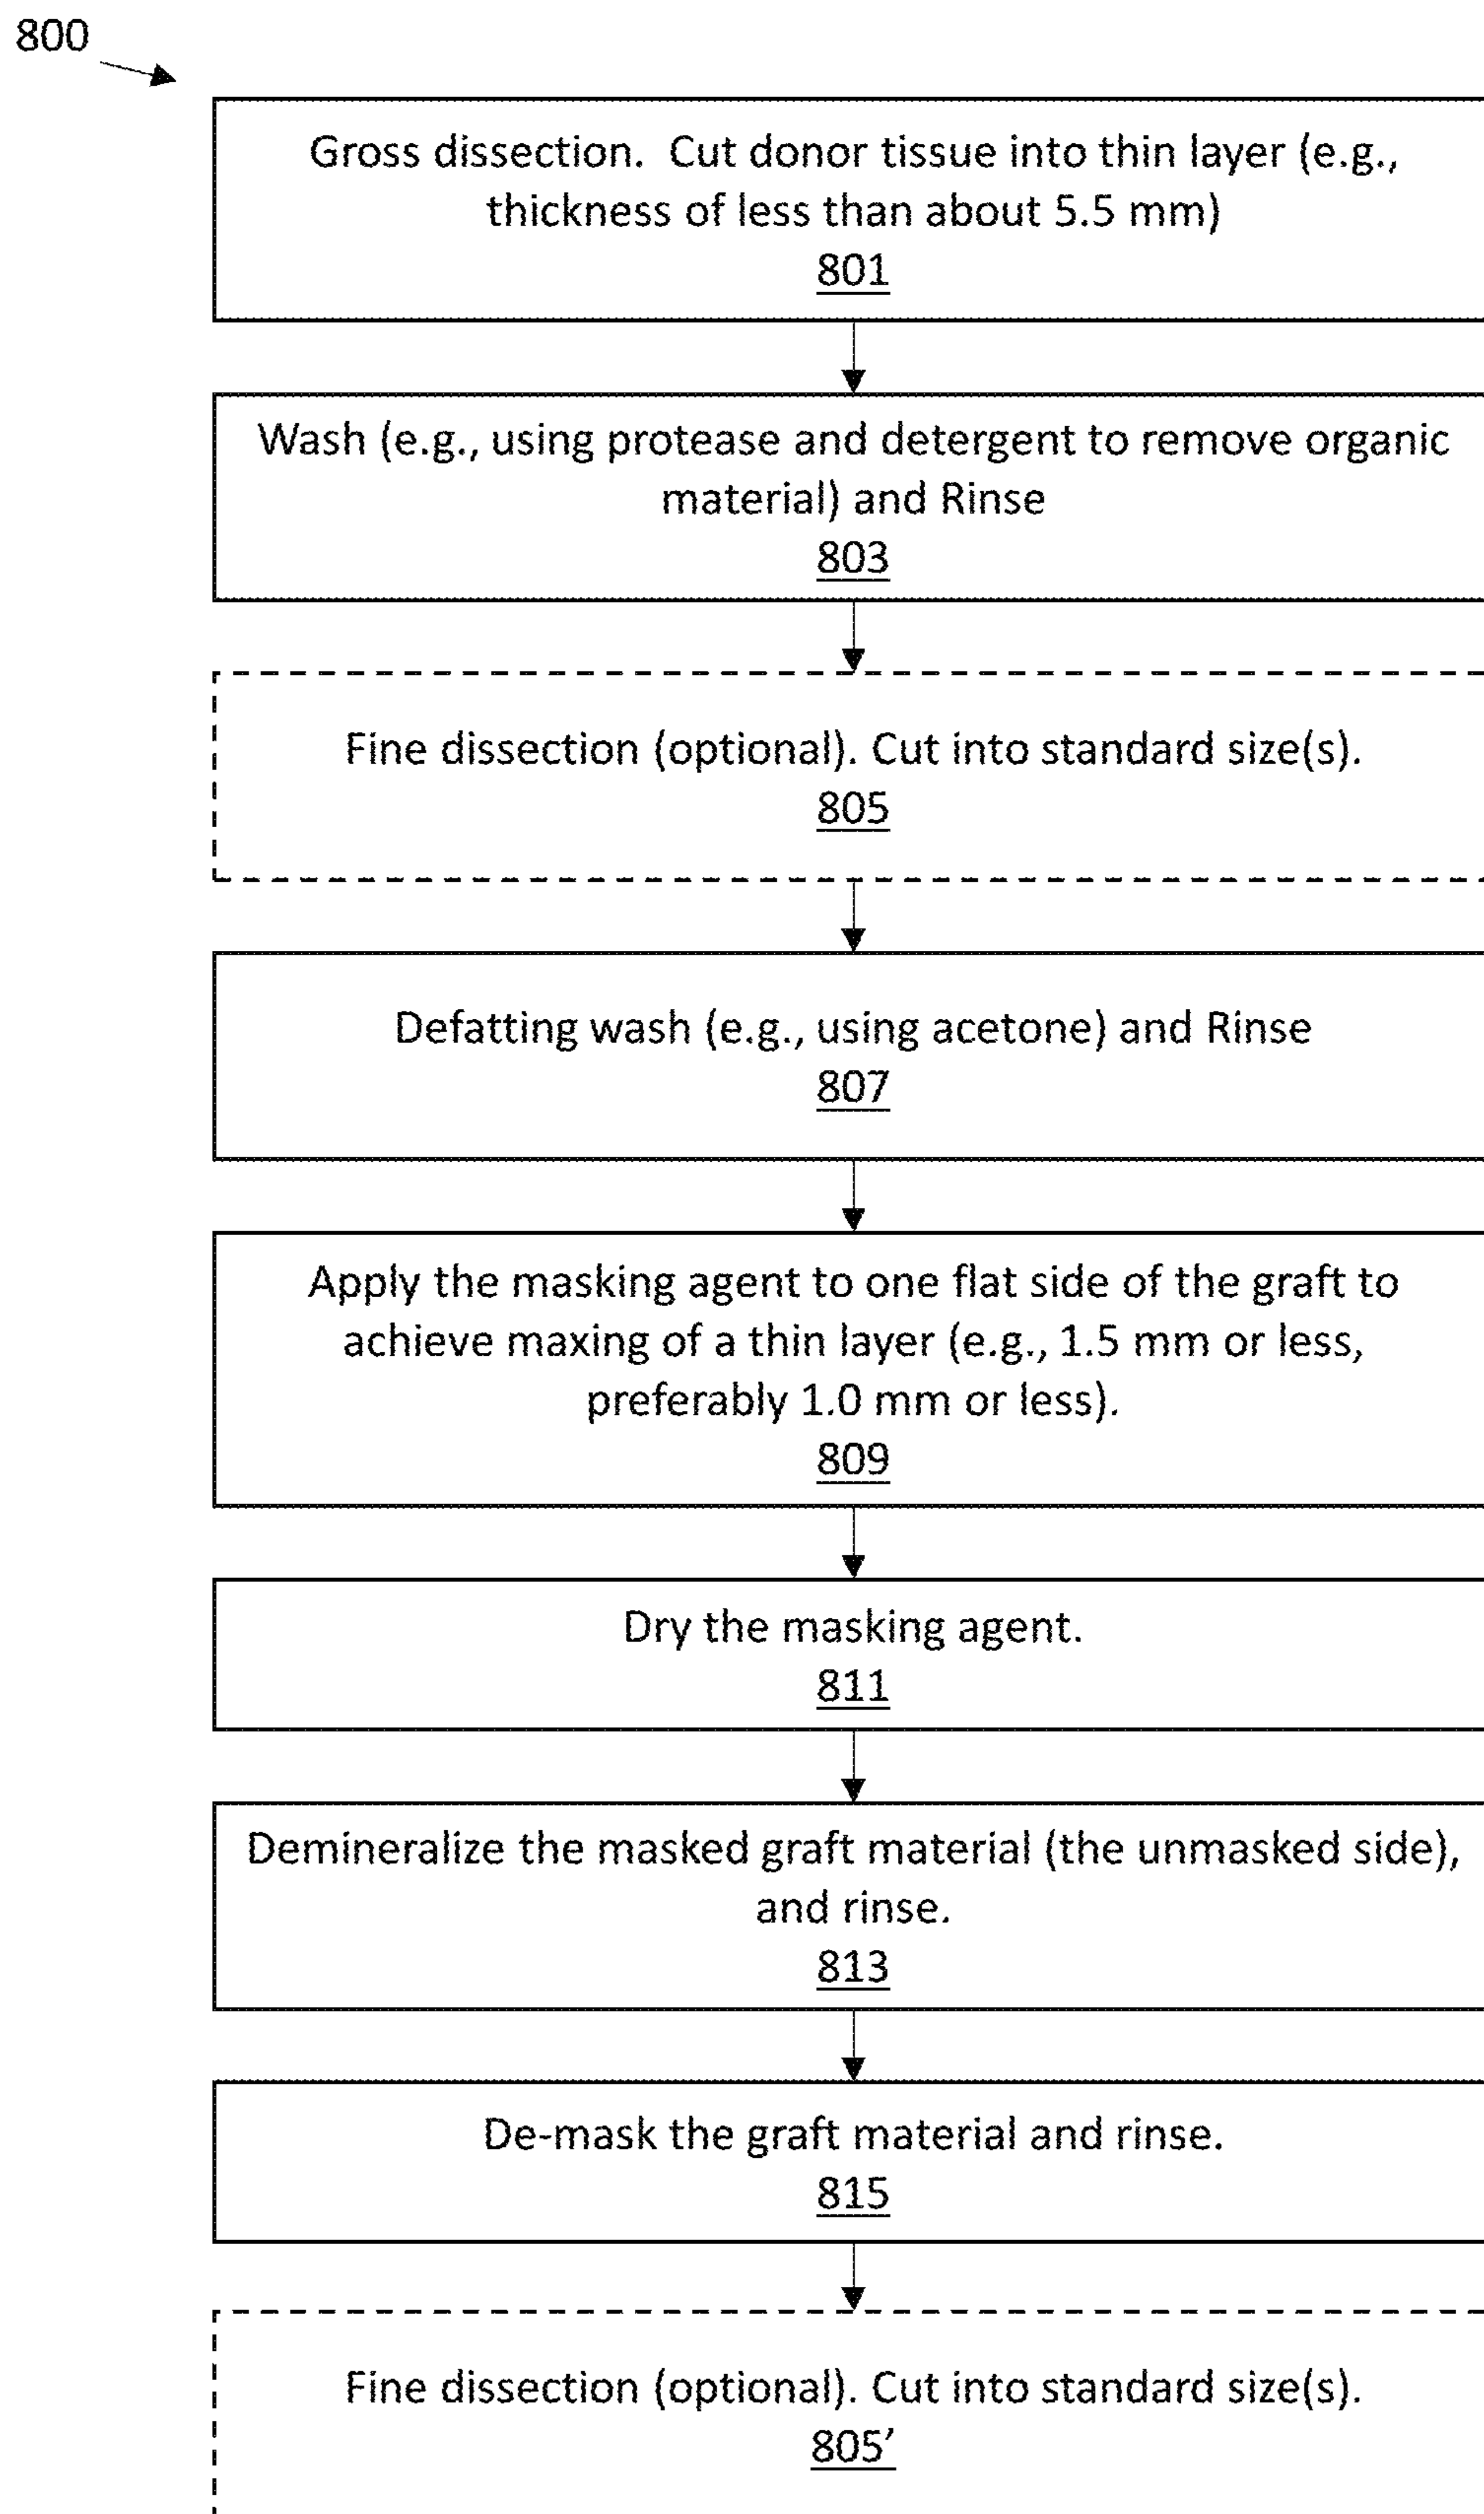 800
Gross dissection.  Cut donor tissue into thin layer (e.g.,
thickness of less than about 5.5 mm)
801
Wash (e.g., using protease and detergent to remove organic
material) and Rinse
803
Fine dissection (optional). Cut into standard size(s).
805
Defatting wash (e.g., using acetone) and Rinse
807
Apply the masking agent to one flat side of the graft to
achieve maxing of a thin layer (e.g., 1.5 mm or less,
preferably 1.0 mm or less).
809
Dry the masking agent.
811
Demineralize the masked graft material (the unmasked side),
and rinse.
813
De-mask the graft material and rinse.
815
Fine dissection (optional). Cut into standard size(s).
805’